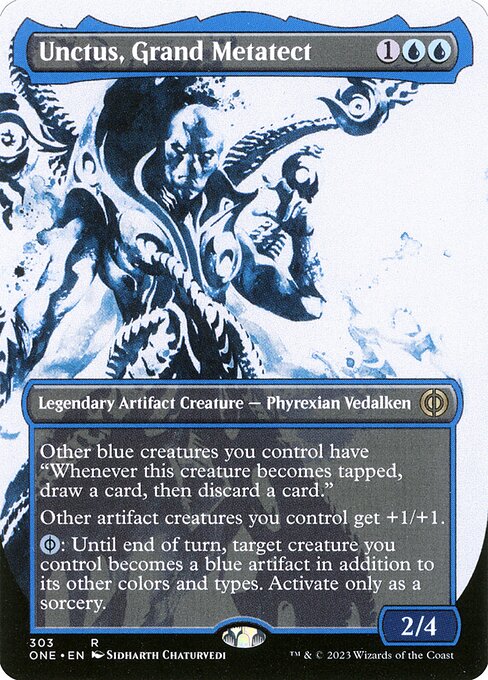 Unctus, Grand Metatect 1
Legendary Artifact Creature — Phyrexian Vedalken
Other blue creatures you control have
“Whenever this creature becomes tapped,
draw a card, then discard a card.”
Other artifact creatures you control get +1/+1.
: Until end of turn, target creature you
control becomes a blue artifact in addition to
its other colors and types. Activate only as a
sorcery.
2/4
303 R
ONE • EN Sidharth Chaturvedi
™ & © 2023 Wizards of the Coast